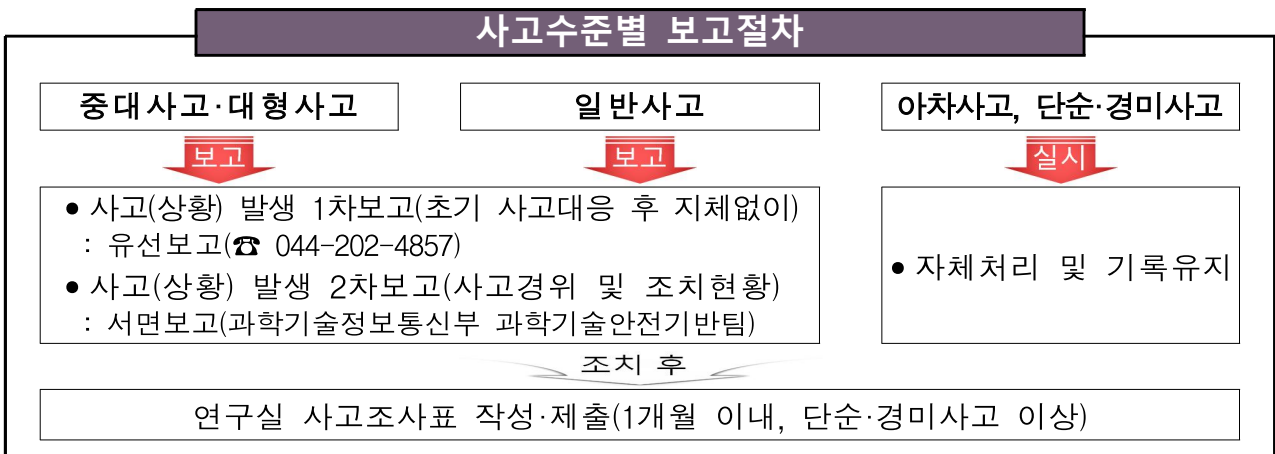 사고수준별 보고절차
중대사고·대형사고
일반사고
아차사고, 단순·경미사고
보고
보고
실시
● 사고(상황) 발생 1차보고(초기 사고대응 후 지체없이)
: 유선보고(☎ 044-202-4857)
● 사고(상황) 발생 2차보고(사고경위 및 조치현황)
: 서면보고(과학기술정보통신부 과학기술안전기반팀)
● 자체처리 및 기록유지
조치 후
연구실 사고조사표 작성·제출(1개월 이내, 단순·경미사고 이상)